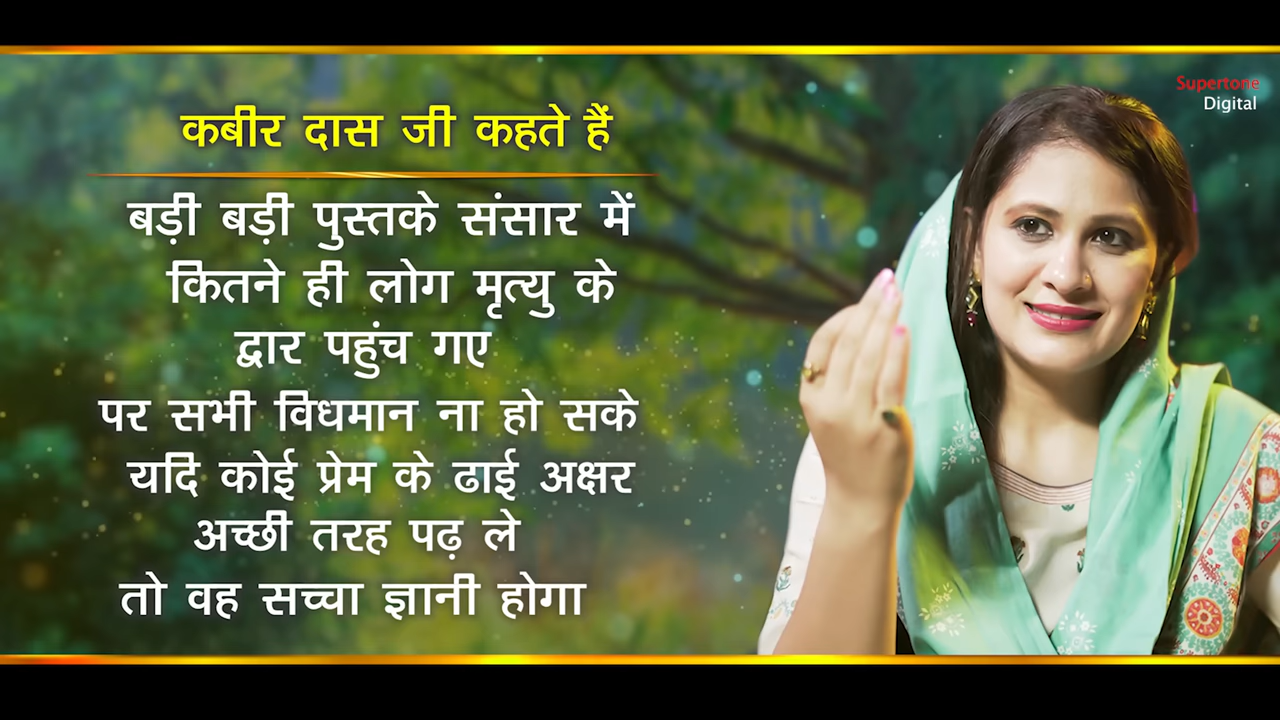 कबीर दास जी कहते हैं
बड़ी बड़ी पुस्तके संसार में
कितने ही लोग मृत्यु के
द्वार पहुंच गए
पर सभी विधमान ना हो सके
यदि कोई प्रेम के ढाई अक्षर
अच्छी तरह पढ़ ले
तो वह सच्चा ज्ञानी होगा
Supertone
Digital